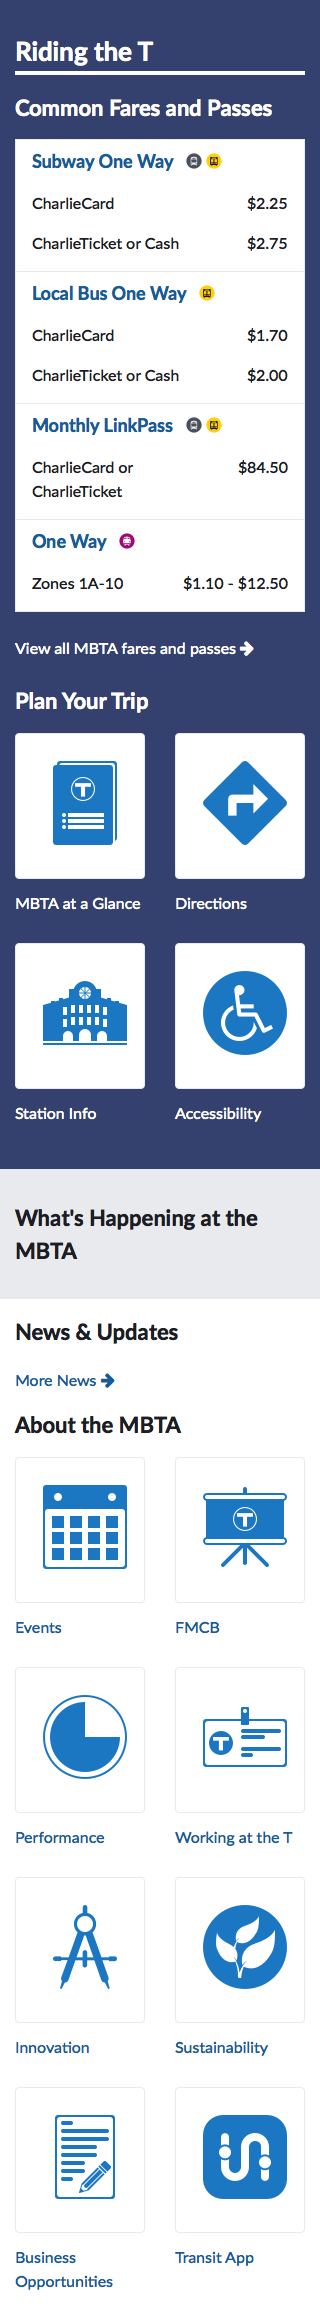 Riding the T
Common Fares and Passes
Subway One Way
CharlieCard $2.25
CharlieTicket or Cash $2.75
Local Bus One Way
CharlieCard $1.70
CharlieTicket or Cash $2.00
Monthly LinkPass
CharlieCard or $84.50
CharlieTicket
One Way
Zones 1A-10 $1.10 - $12.50
View all MBTA fares and passes
Plan Your Trip
T
MBTA at a Glance Directions
Station Info Accessibility
What's Happening at the
MBTA
News & Updates
More News
About the MBTA
T
Events FMCB
T
Performance Working at the T
Innovation Sustainability
Business Transit App
Opportunities